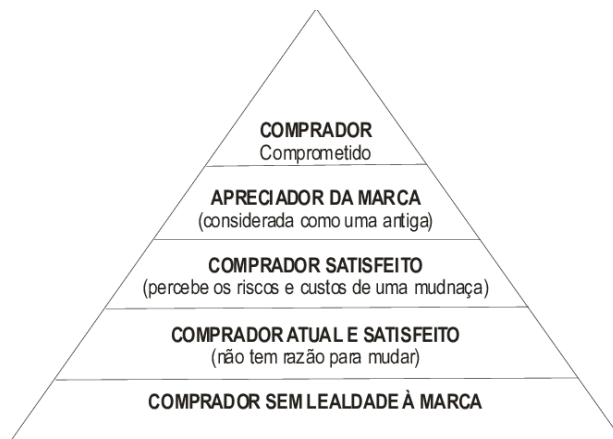 COMPRADOR
Comprometido
APRECIADOR DA MARCA
(considerada como uma antiga)
COMPRADOR SATISFEITO
(percebe os riscos e custos de uma mudnaça)
COMPRADOR ATUAL E SATISFEITO
(não tem razão para mudar)
COMPRADOR SEM LEALDADE À MARCA